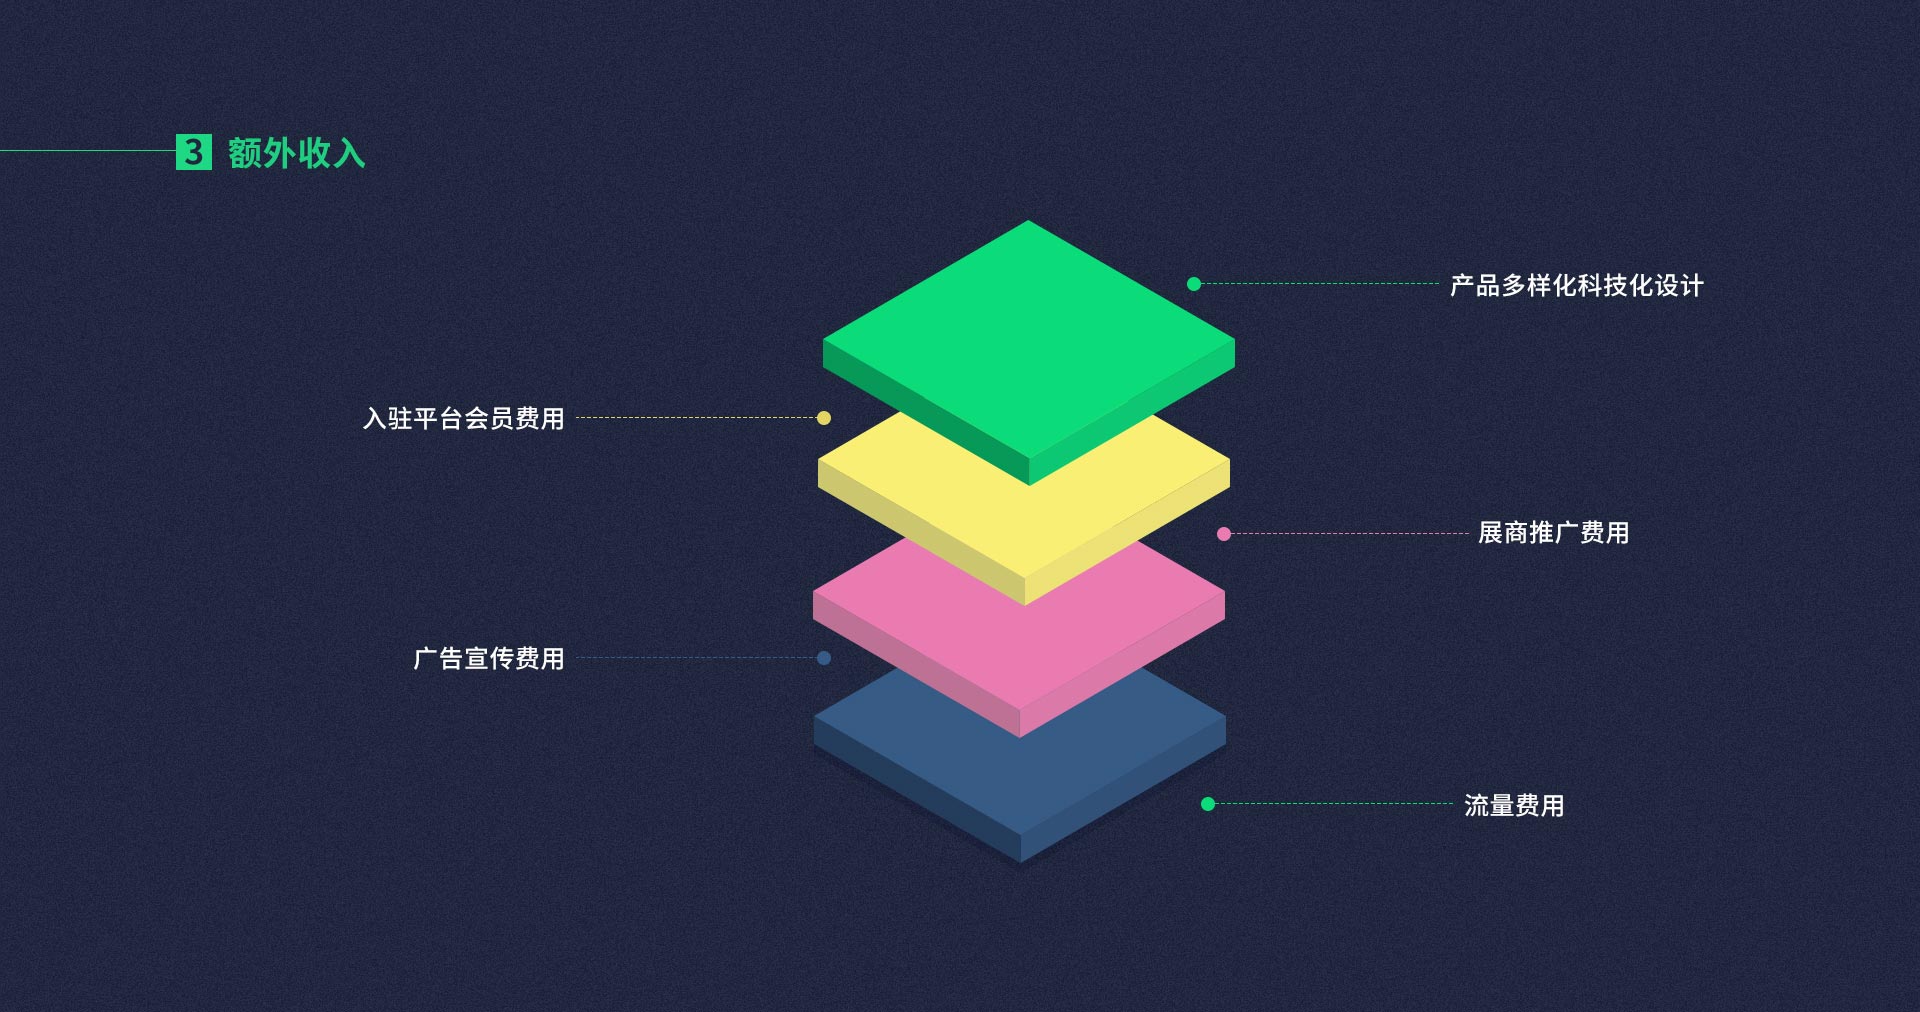 3 额外收入
产品多样化科技化设计
入驻平台会员费用
展商推广费用
广告宣传费用
流量费用